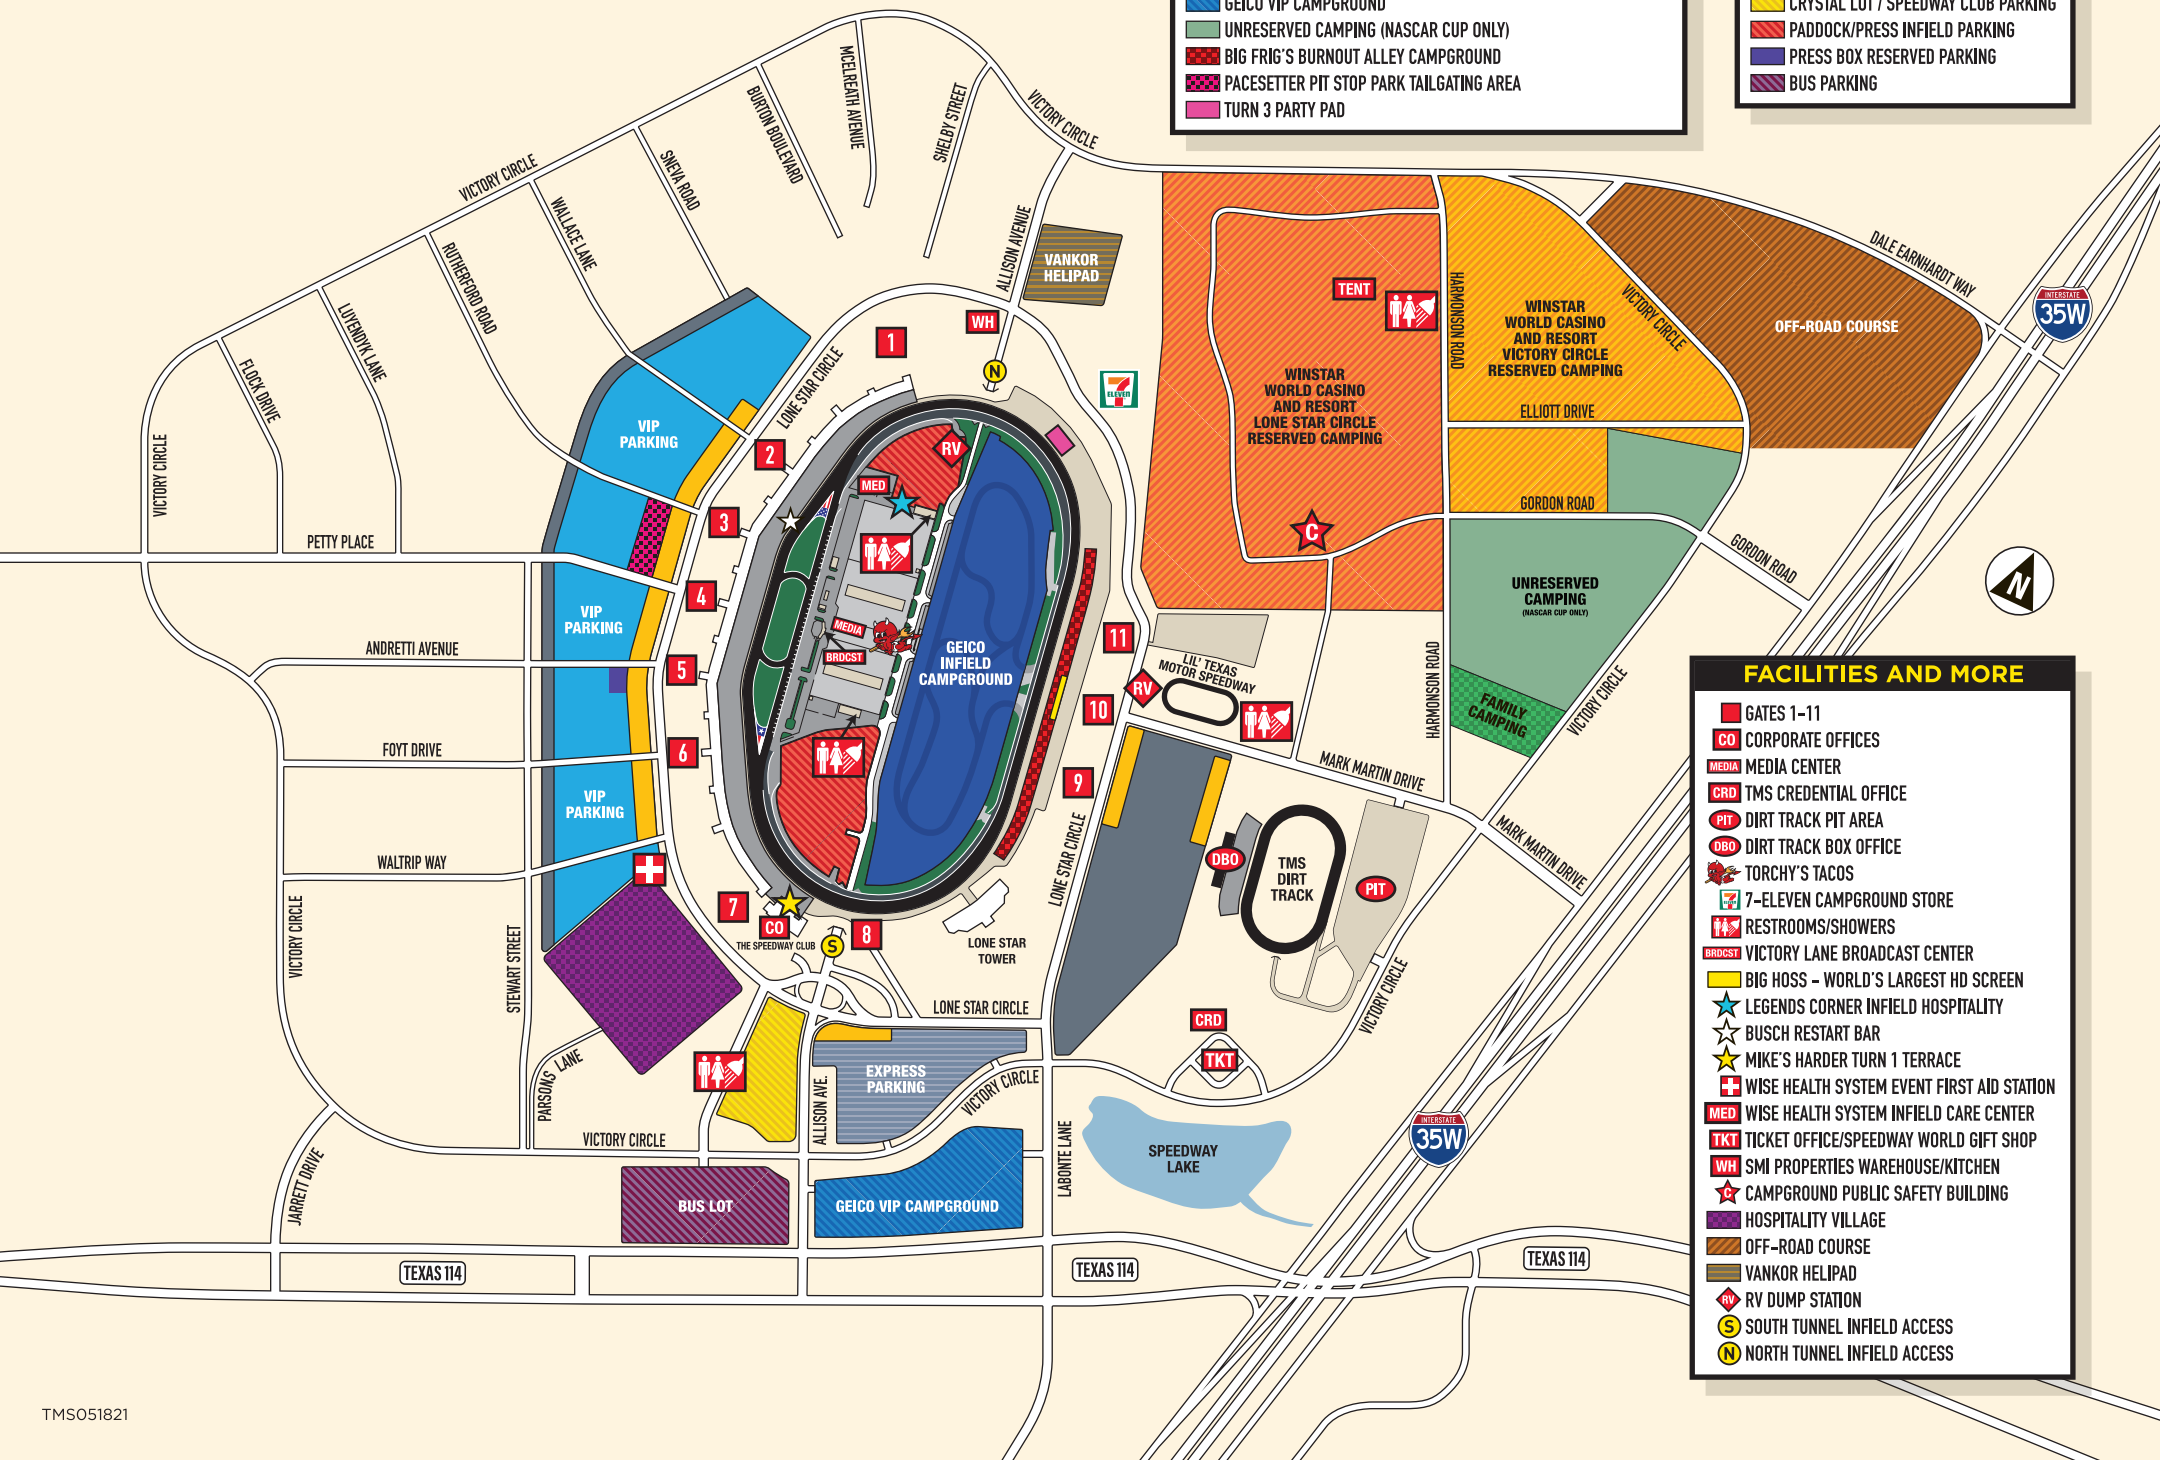 GEICO VIP CAMPGROUND
UNRESERVED CAMPING (NASCAR CUP ONLY)
BIG FRIG'S BURNOUT ALLEY CAMPGROUND
PACESETTER PIT STOP PARK TAILGATING AREA
TURN 3 PARTY PAD
CRYSTAL LOT / SPEEDWAY CLUB PARKING
PADDOCK/PRESS INFIELD PARKING
PRESS BOX RESERVED PARKING
BUS PARKING
MCELREATH AVENUE
BURTON BOULEVARD
SHELBY STREET
VICTORY CIRCLE
VICTORY CIRCLE
SNEVA ROAD
WALLACE LANE
RUTHERFORD ROAD
LUYENDYK LANE
FLOCK DRIVE
VICTORY CIRCLE
ALLISON AVENUE
VANKOR
HELIPAD
WH
N
1
LONE STAR CIRCLE
7
ELEVEN
TENT
HARMONSON ROAD
WINSTAR
WORLD CASINO
AND RESORT
VICTORY CIRCLE
RESERVED CAMPING
VICTORY CIRCLE
OFF-ROAD COURSE
DALE EARNHARDT WAY
INTERSTATE
35W
WINSTAR
WORLD CASINO
AND RESORT
LONE STAR CIRCLE
RESERVED CAMPING
ELLIOTT DRIVE
GORDON ROAD
GORDON ROAD
C
VIP
PARKING
2
3
RV
MED
PETTY PLACE
4
VIP
PARKING
MEDIA
BRDCST
GEICO
INFIELD
CAMPGROUND
UNRESERVED
CAMPING
(NASCAR CUP ONLY)
N
ANDRETTI AVENUE
5
11
LIL' TEXAS
MOTOR SPEEDWAY
RV
10
HARMONSON ROAD
FAMILY
CAMPING
VICTORY CIRCLE
FOYT DRIVE
6
9
MARK MARTIN DRIVE
MARK MARTIN DRIVE
VIP
PARKING
WALTRIP WAY
LONE STAR CIRCLE
DBO
TMS
DIRT
TRACK
PIT
7
CO
THE SPEEDWAY CLUB
S
8
LONE STAR
TOWER
VICTORY CIRCLE
STEWART STREET
LONE STAR CIRCLE
VICTORY CIRCLE
CRD
TKT
PARSONS LANE
EXPRESS
PARKING
ALLISON AVE.
VICTORY CIRCLE
VICTORY CIRCLE
LABONTE LANE
SPEEDWAY
LAKE
INTERSTATE
35W
JARRETT DRIVE
BUS LOT
GEICO VIP CAMPGROUND
TEXAS 114
TEXAS 114
TEXAS 114
FACILITIES AND MORE
GATES 1-11
CO CORPORATE OFFICES
MEDIA MEDIA CENTER
CRD TMS CREDENTIAL OFFICE
PIT DIRT TRACK PIT AREA
DBO DIRT TRACK BOX OFFICE
TORCHY'S TACOS
7-ELEVEN CAMPGROUND STORE
RESTROOMS/SHOWERS
BRDCST VICTORY LANE BROADCAST CENTER
BIG HOSS - WORLD'S LARGEST HD SCREEN
LEGENDS CORNER INFIELD HOSPITALITY
BUSCH RESTART BAR
MIKE'S HARDER TURN 1 TERRACE
WISE HEALTH SYSTEM EVENT FIRST AID STATION
MED WISE HEALTH SYSTEM INFIELD CARE CENTER
TKT TICKET OFFICE/SPEEDWAY WORLD GIFT SHOP
WH SMI PROPERTIES WAREHOUSE/KITCHEN
C CAMPGROUND PUBLIC SAFETY BUILDING
HOSPITALITY VILLAGE
OFF-ROAD COURSE
VANKOR HELIPAD
RV RV DUMP STATION
S SOUTH TUNNEL INFIELD ACCESS
N NORTH TUNNEL INFIELD ACCESS
TMS051821